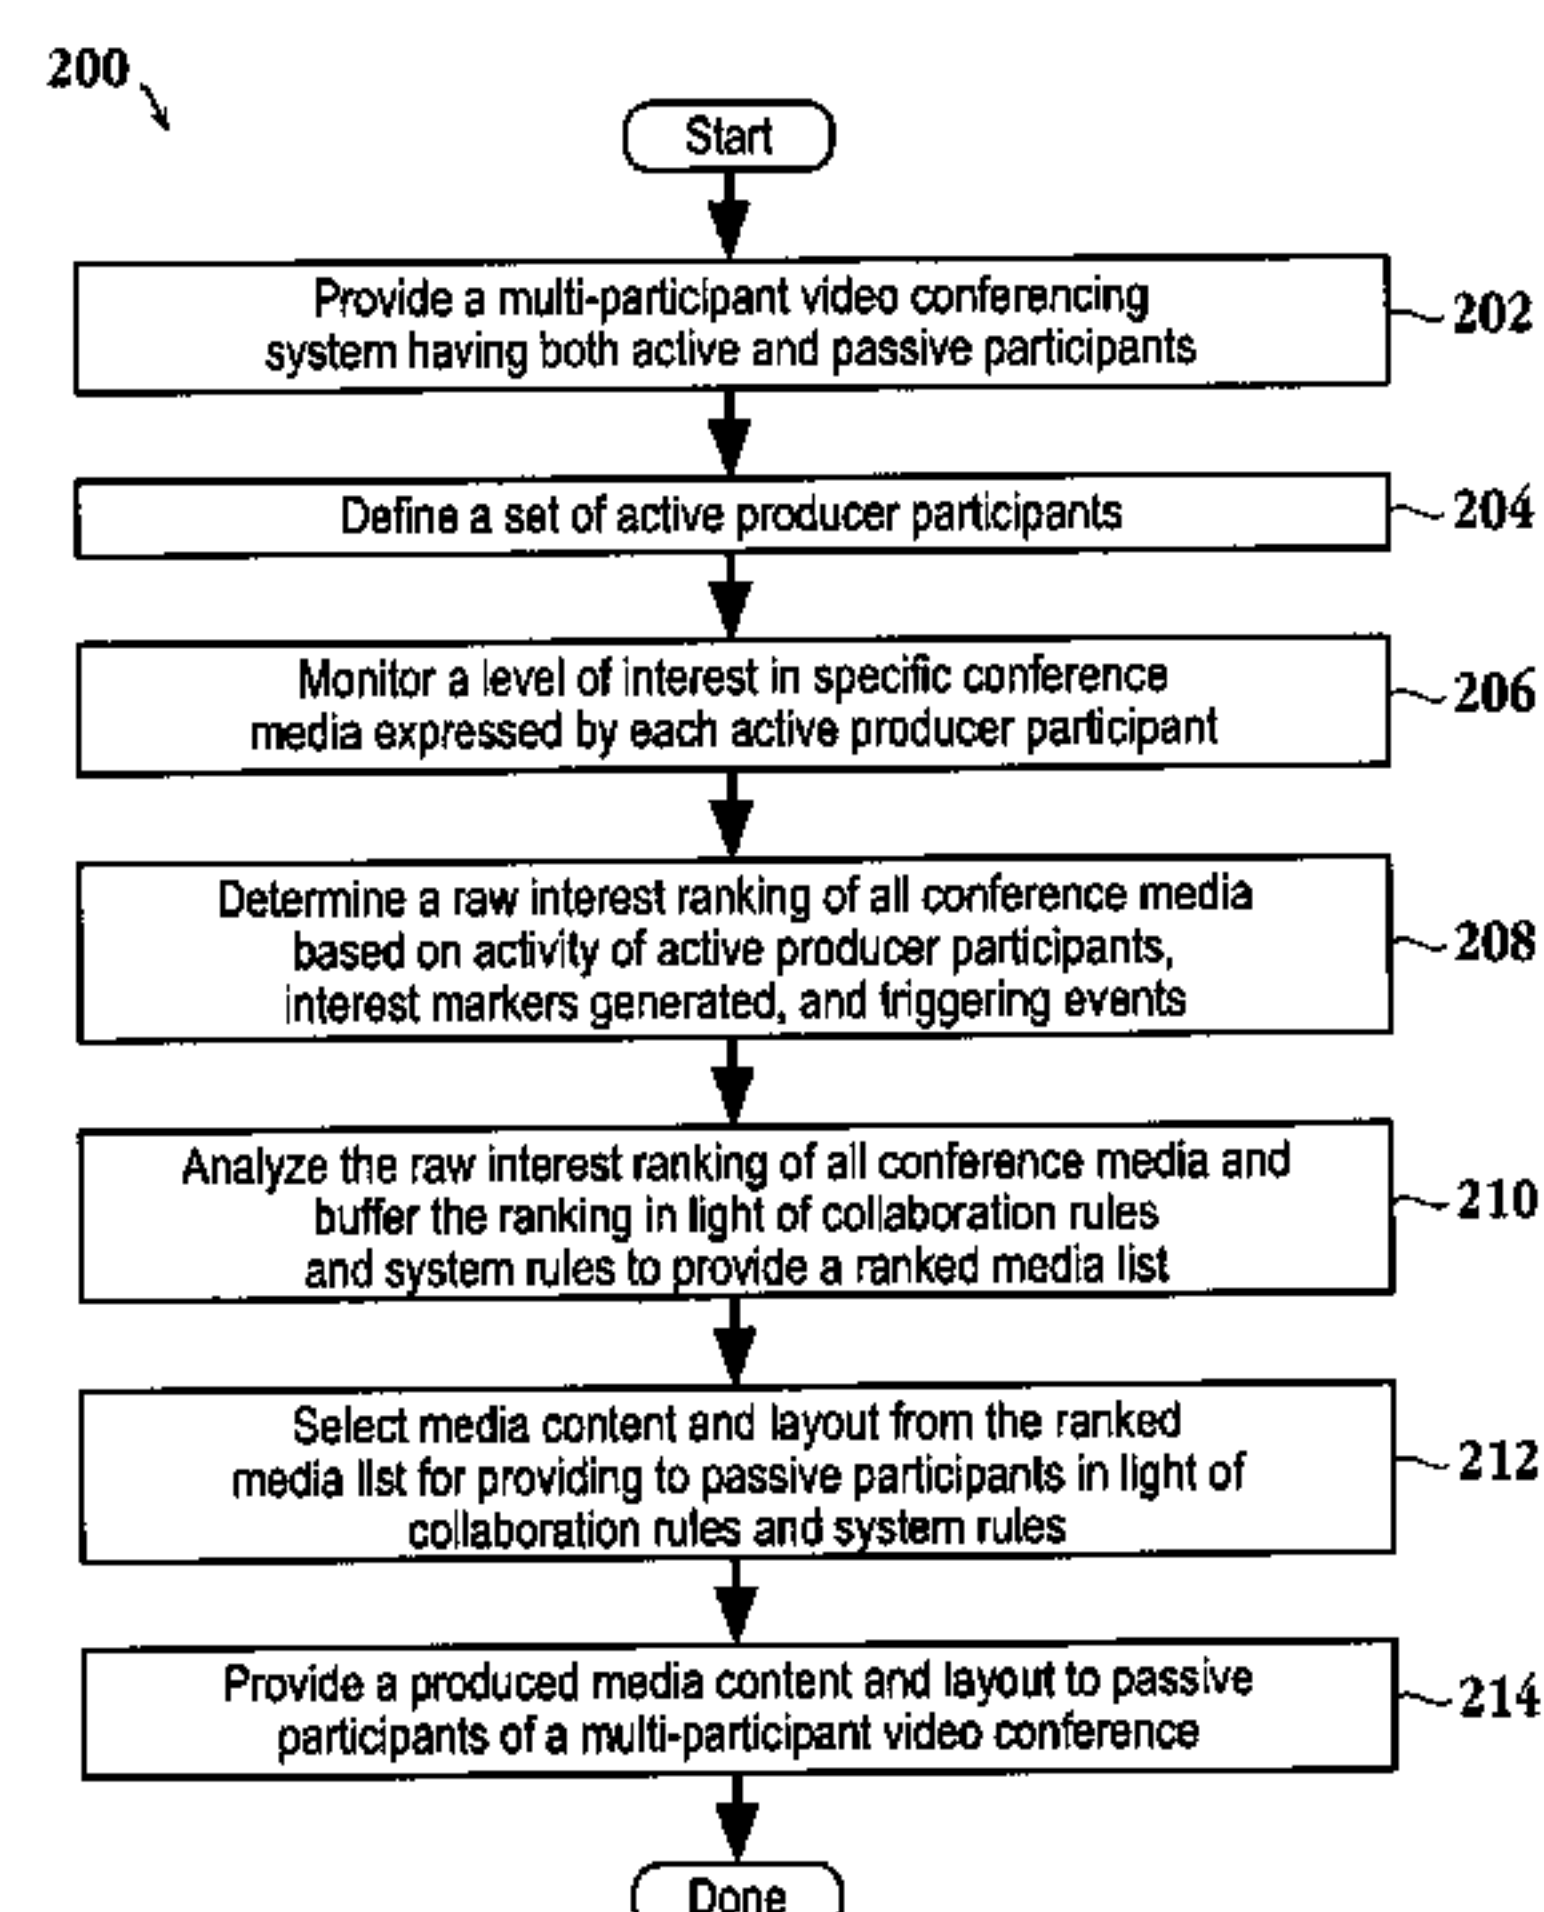 200
Start
Provide a multi-participant video conferencing
system having both active and passive participants
202
Define a set of active producer participants
204
Monitor a level of interest in specific conference
media expressed by each active producer participant
206
Determine a raw interest ranking of all conference media
based on activity of active producer participants,
interest markers generated, and triggering events
208
Analyze the raw interest ranking of all conference media and
buffer the ranking in light of collaboration rules
and system rules to provide a ranked media list
210
Select media content and layout from the ranked
media list for providing to passive participants in light of
collaboration rules and system rules
212
Provide a produced media content and layout to passive
participants of a multi-participant video conference
214
Done